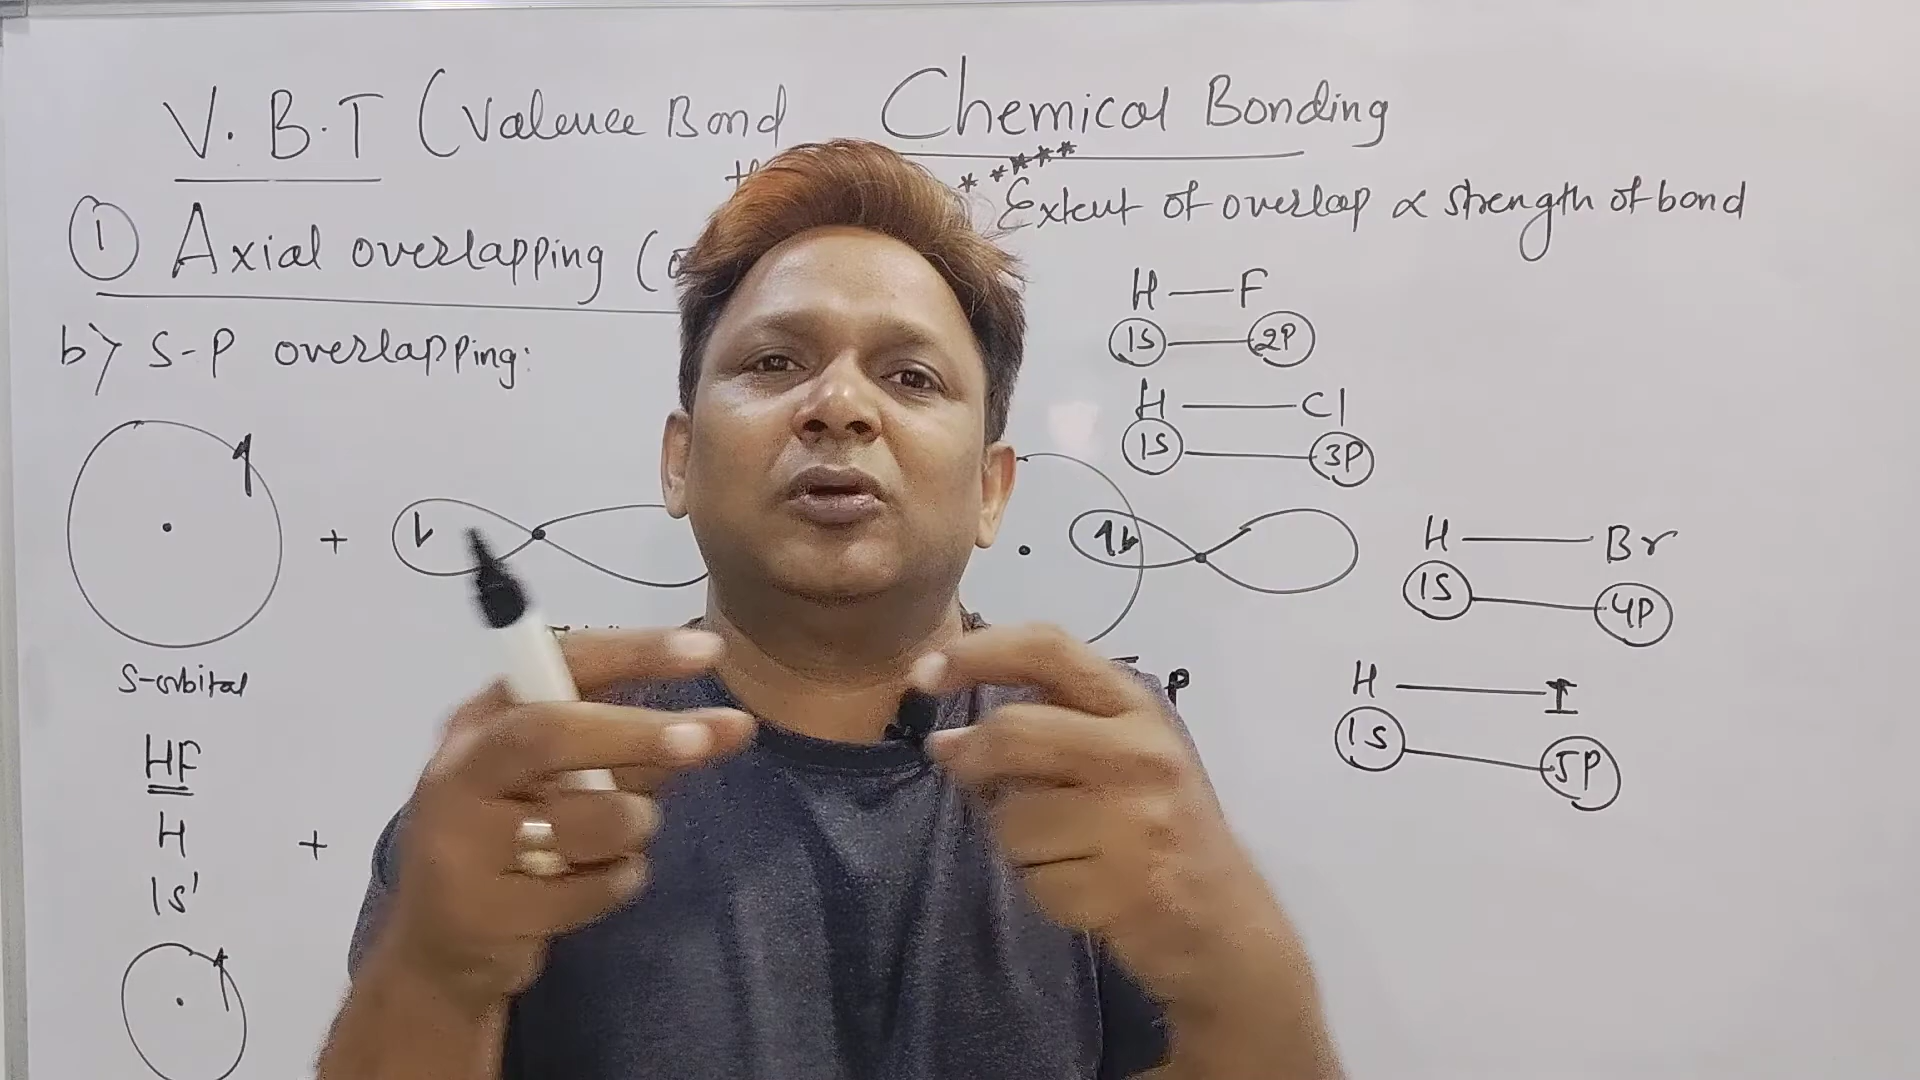 V.B.T (Valence Bond
Chemical Bonding
*****
Extent of overlap ∝ strength of bond
① Axial overlapping (
b) S-P overlapping:
H — F
1S — 2P
H — Cl
1S — 3P
H — Br
1S — 4P
H — I
1S — 5P
+
S-orbital
P
HF
H +
1S¹